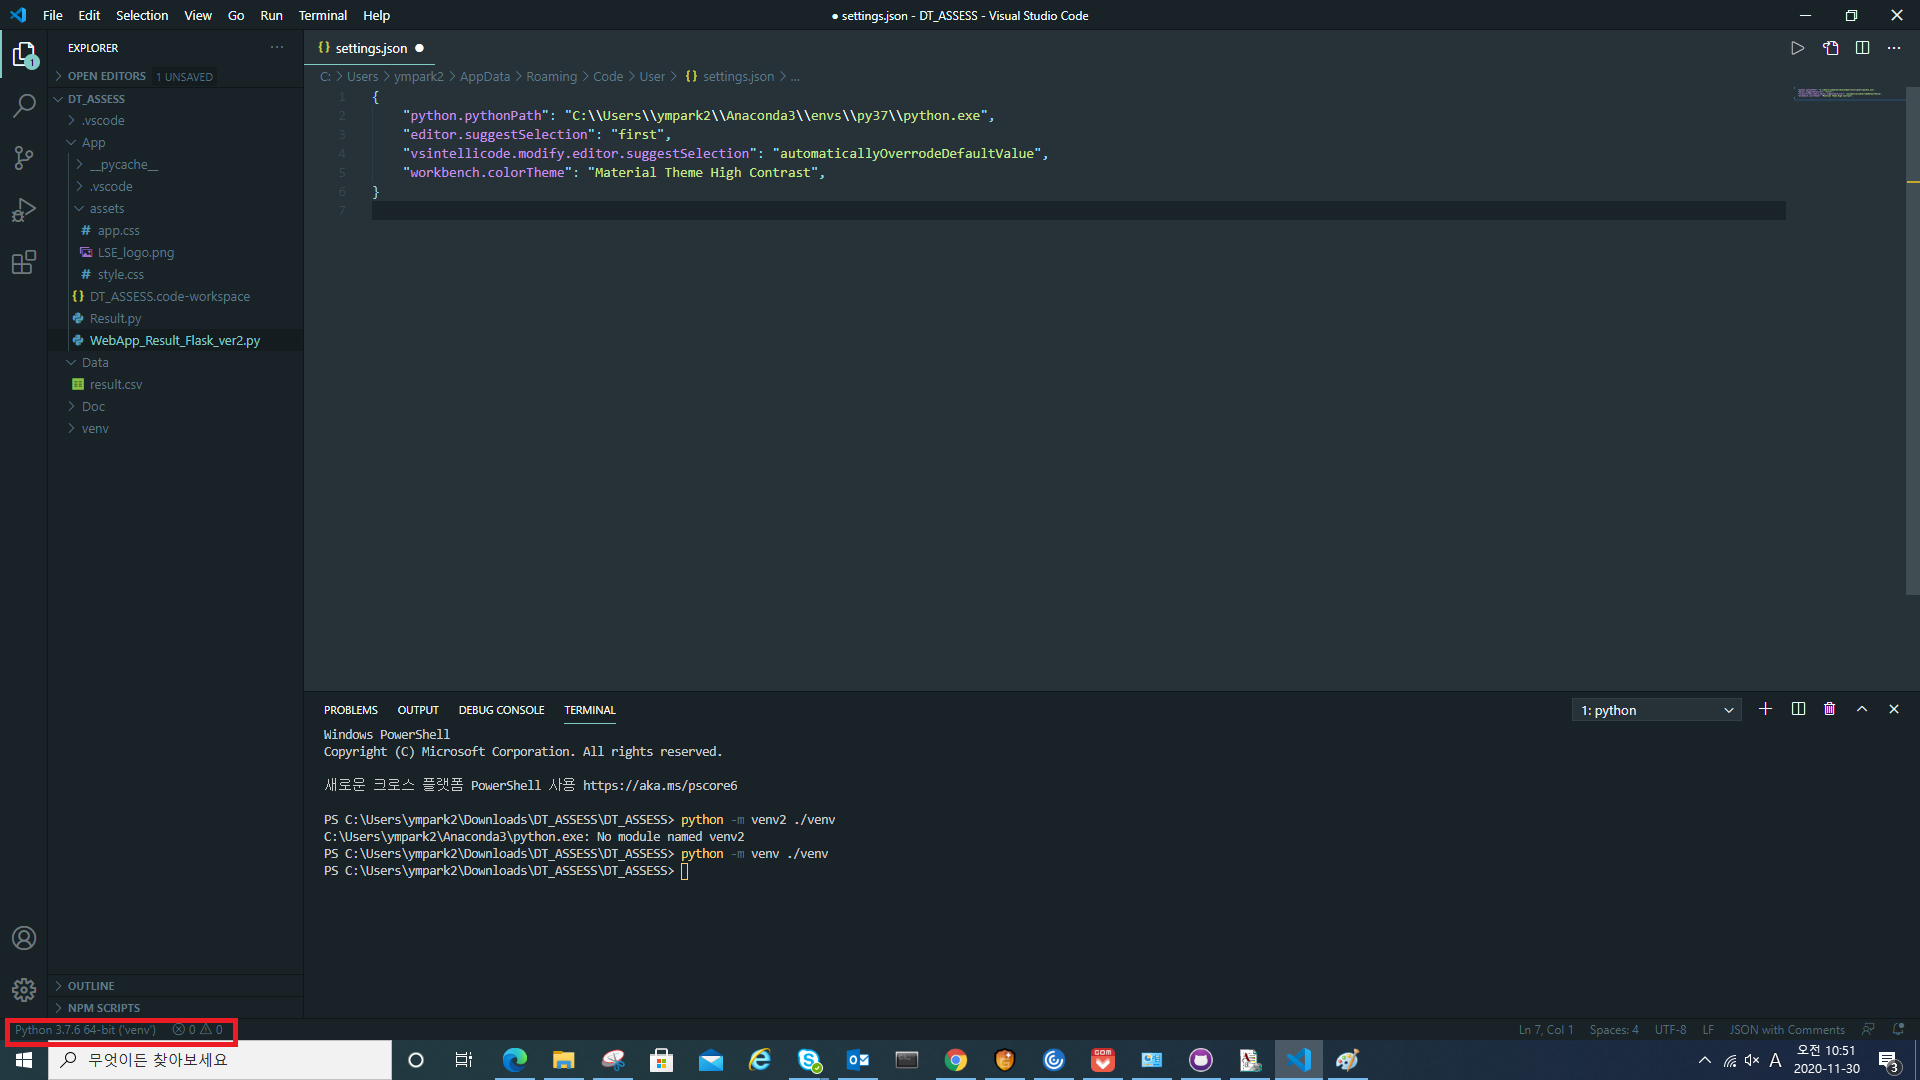 File Edit Selection View Go Run Terminal Help
● settings.json - DT_ASSESS - Visual Studio Code
EXPLORER
OPEN EDITORS 1 UNSAVED
DT_ASSESS
.vscode
App
__pycache__
.vscode
assets
# app.css
LSE_logo.png
# style.css
{} DT_ASSESS.code-workspace
Result.py
WebApp_Result_Flask_ver2.py
Data
result.csv
Doc
venv
OUTLINE
NPM SCRIPTS
1
{} settings.json ●
C: > Users > ympark2 > AppData > Roaming > Code > User > {} settings.json > ...
1 {
2 "python.pythonPath": "C:\\Users\\ympark2\\Anaconda3\\envs\\py37\\python.exe",
3 "editor.suggestSelection": "first",
4 "vsintellicode.modify.editor.suggestSelection": "automaticallyOverrodeDefaultValue",
5 "workbench.colorTheme": "Material Theme High Contrast",
6 }
7
PROBLEMS OUTPUT DEBUG CONSOLE TERMINAL
1: python
Windows PowerShell
Copyright (C) Microsoft Corporation. All rights reserved.
새로운 크로스 플랫폼 PowerShell 사용 https://aka.ms/pscore6
PS C:\Users\ympark2\Downloads\DT_ASSESS\DT_ASSESS> python -m venv2 ./venv
C:\Users\ympark2\Anaconda3\python.exe: No module named venv2
PS C:\Users\ympark2\Downloads\DT_ASSESS\DT_ASSESS> python -m venv ./venv
PS C:\Users\ympark2\Downloads\DT_ASSESS\DT_ASSESS>
Python 3.7.6 64-bit ('venv') 0 0
Ln 7, Col 1 Spaces: 4 UTF-8 LF JSON with Comments
무엇이든 찾아보세요
GOM
A
오전 10:51
2020-11-30
3